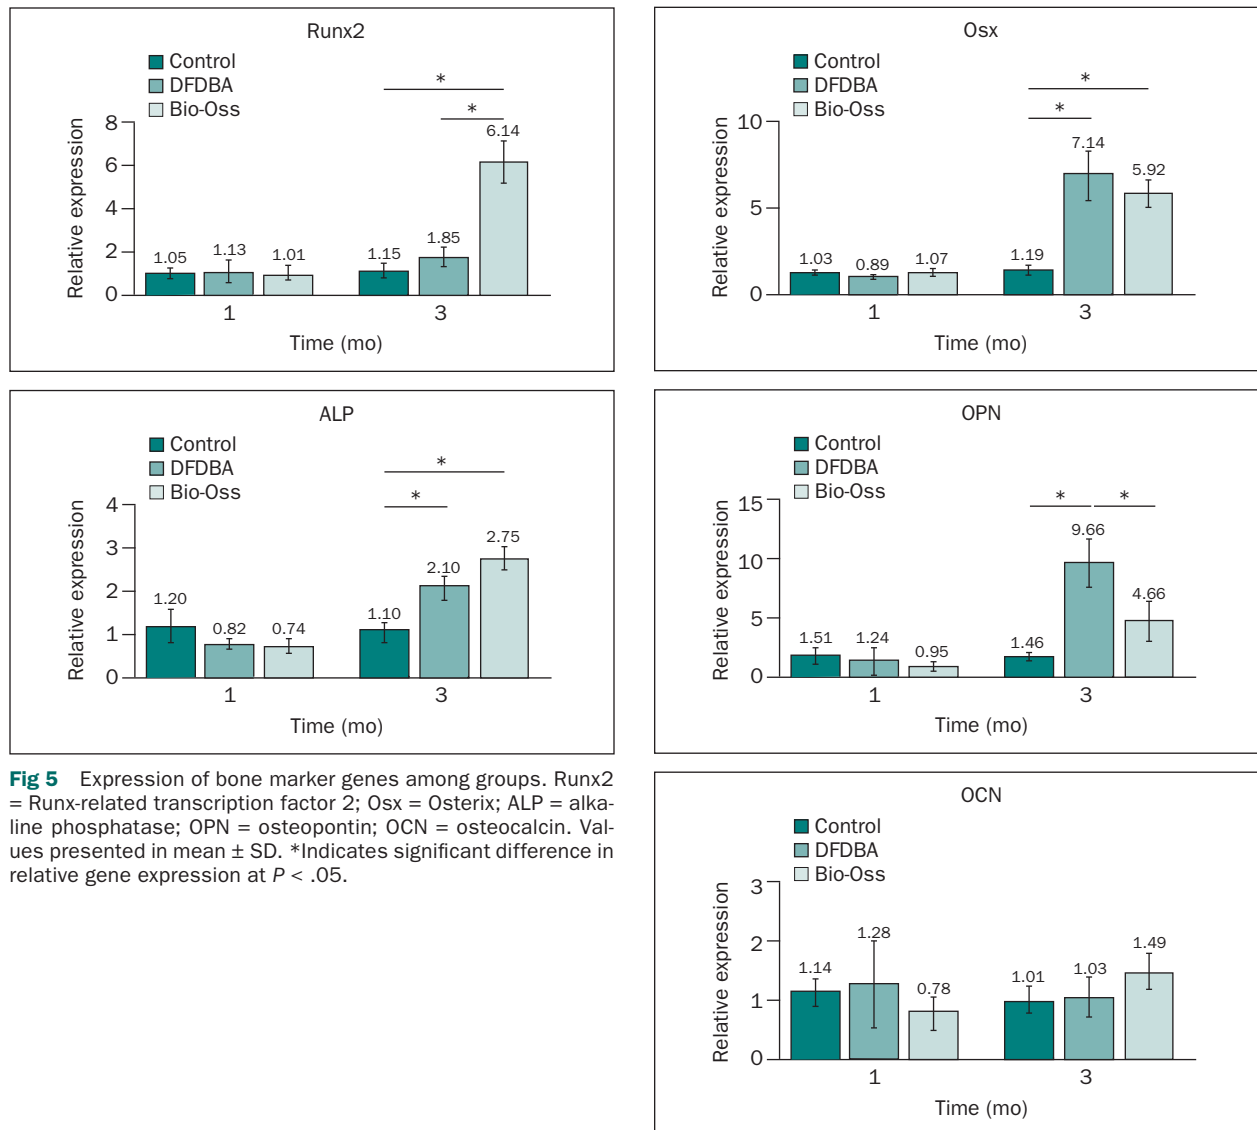 Runx2
Control
DFDBA
Bio-Oss
*
*
Relative expression
8
6
4
2
0
1.05
1.13
1.01
1.15
1.85
6.14
1
3
Time (mo)
Osx
Control
DFDBA
Bio-Oss
*
*
Relative expression
10
5
0
1.03
0.89
1.07
1.19
7.14
5.92
1
3
Time (mo)
ALP
Control
DFDBA
Bio-Oss
*
*
Relative expression
4
3
2
1
0
1.20
0.82
0.74
1.10
2.10
2.75
1
3
Time (mo)
OPN
Control
DFDBA
Bio-Oss
*
*
Relative expression
15
10
5
0
1.51
1.24
0.95
1.46
9.66
4.66
1
3
Time (mo)
Fig 5 Expression of bone marker genes among groups. Runx2
= Runx-related transcription factor 2; Osx = Osterix; ALP = alka-
line phosphatase; OPN = osteopontin; OCN = osteocalcin. Val-
ues presented in mean ± SD. *Indicates significant difference in
relative gene expression at P < .05.
OCN
Control
DFDBA
Bio-Oss
Relative expression
3
2
1
0
1.14
1.28
0.78
1.01
1.03
1.49
1
3
Time (mo)